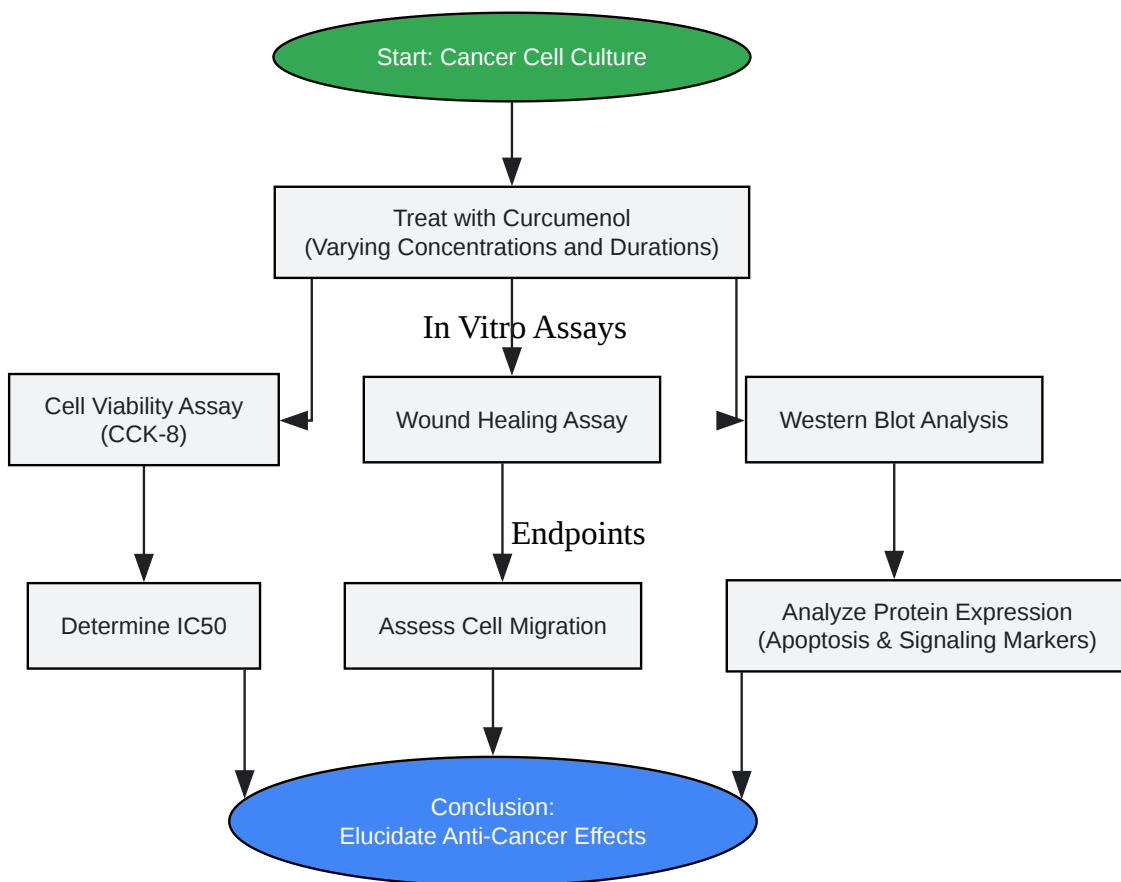 Start: Cancer Cell Culture
Treat with Curcumenol
(Varying Concentrations and Durations)
In Vitro Assays
Cell Viability Assay
(CCK-8)
Wound Healing Assay
Western Blot Analysis
Endpoints
Determine IC50
Assess Cell Migration
Analyze Protein Expression
(Apoptosis & Signaling Markers)
Conclusion:
Elucidate Anti-Cancer Effects